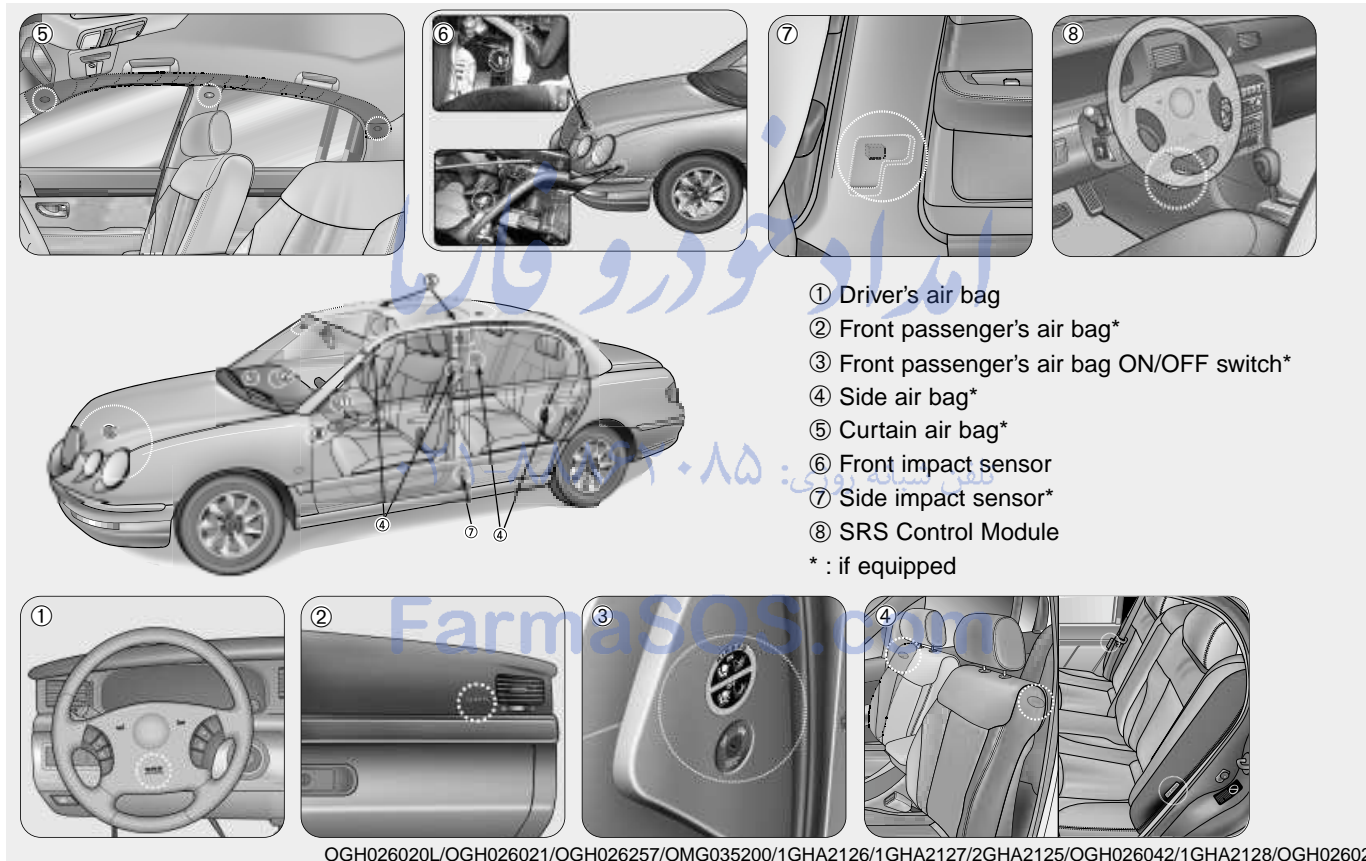 ⑤
⑥
⑦
⑧
امداد خودرو فارما
① Driver's air bag
② Front passenger's air bag*
③ Front passenger's air bag ON/OFF switch*
④ Side air bag*
⑤ Curtain air bag*
⑥ Front impact sensor
⑦ Side impact sensor*
⑧ SRS Control Module
* : if equipped
⑤
④
⑦
④
تلفن شبانه روزی: ۰۲۱-۸۸۸۶۲۰۸۵
FarmaSOS.com
①
②
③
④
OGH026020L/OGH026021/OGH026257/OMG035200/1GHA2126/1GHA2127/2GHA2125/OGH026042/1GHA2128/OGH02604